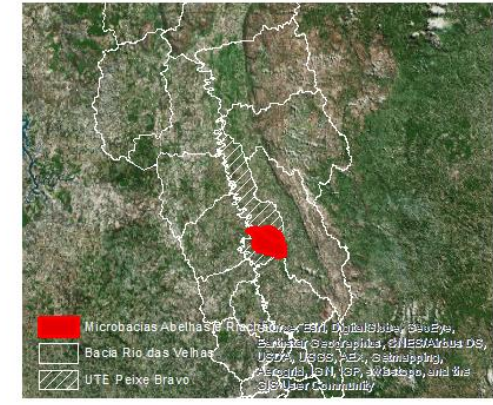 Microbacias Abelhas e Riach
Bacia Rio das Velhas
UTE Peixe Bravo
Esri, DigitalGlobe, GeoEye,
Earthstar Geographics, CNES/Airbus DS,
USDA, USGS, AEX, Getmapping,
Aerogrid, IGN, IGP, swisstopo, and the
GIS User Community